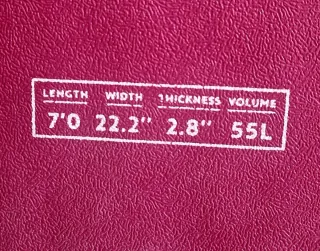 LENGTH WIDTH THICKNESS VOLUME
7'0 22.2" 2.8" 55L